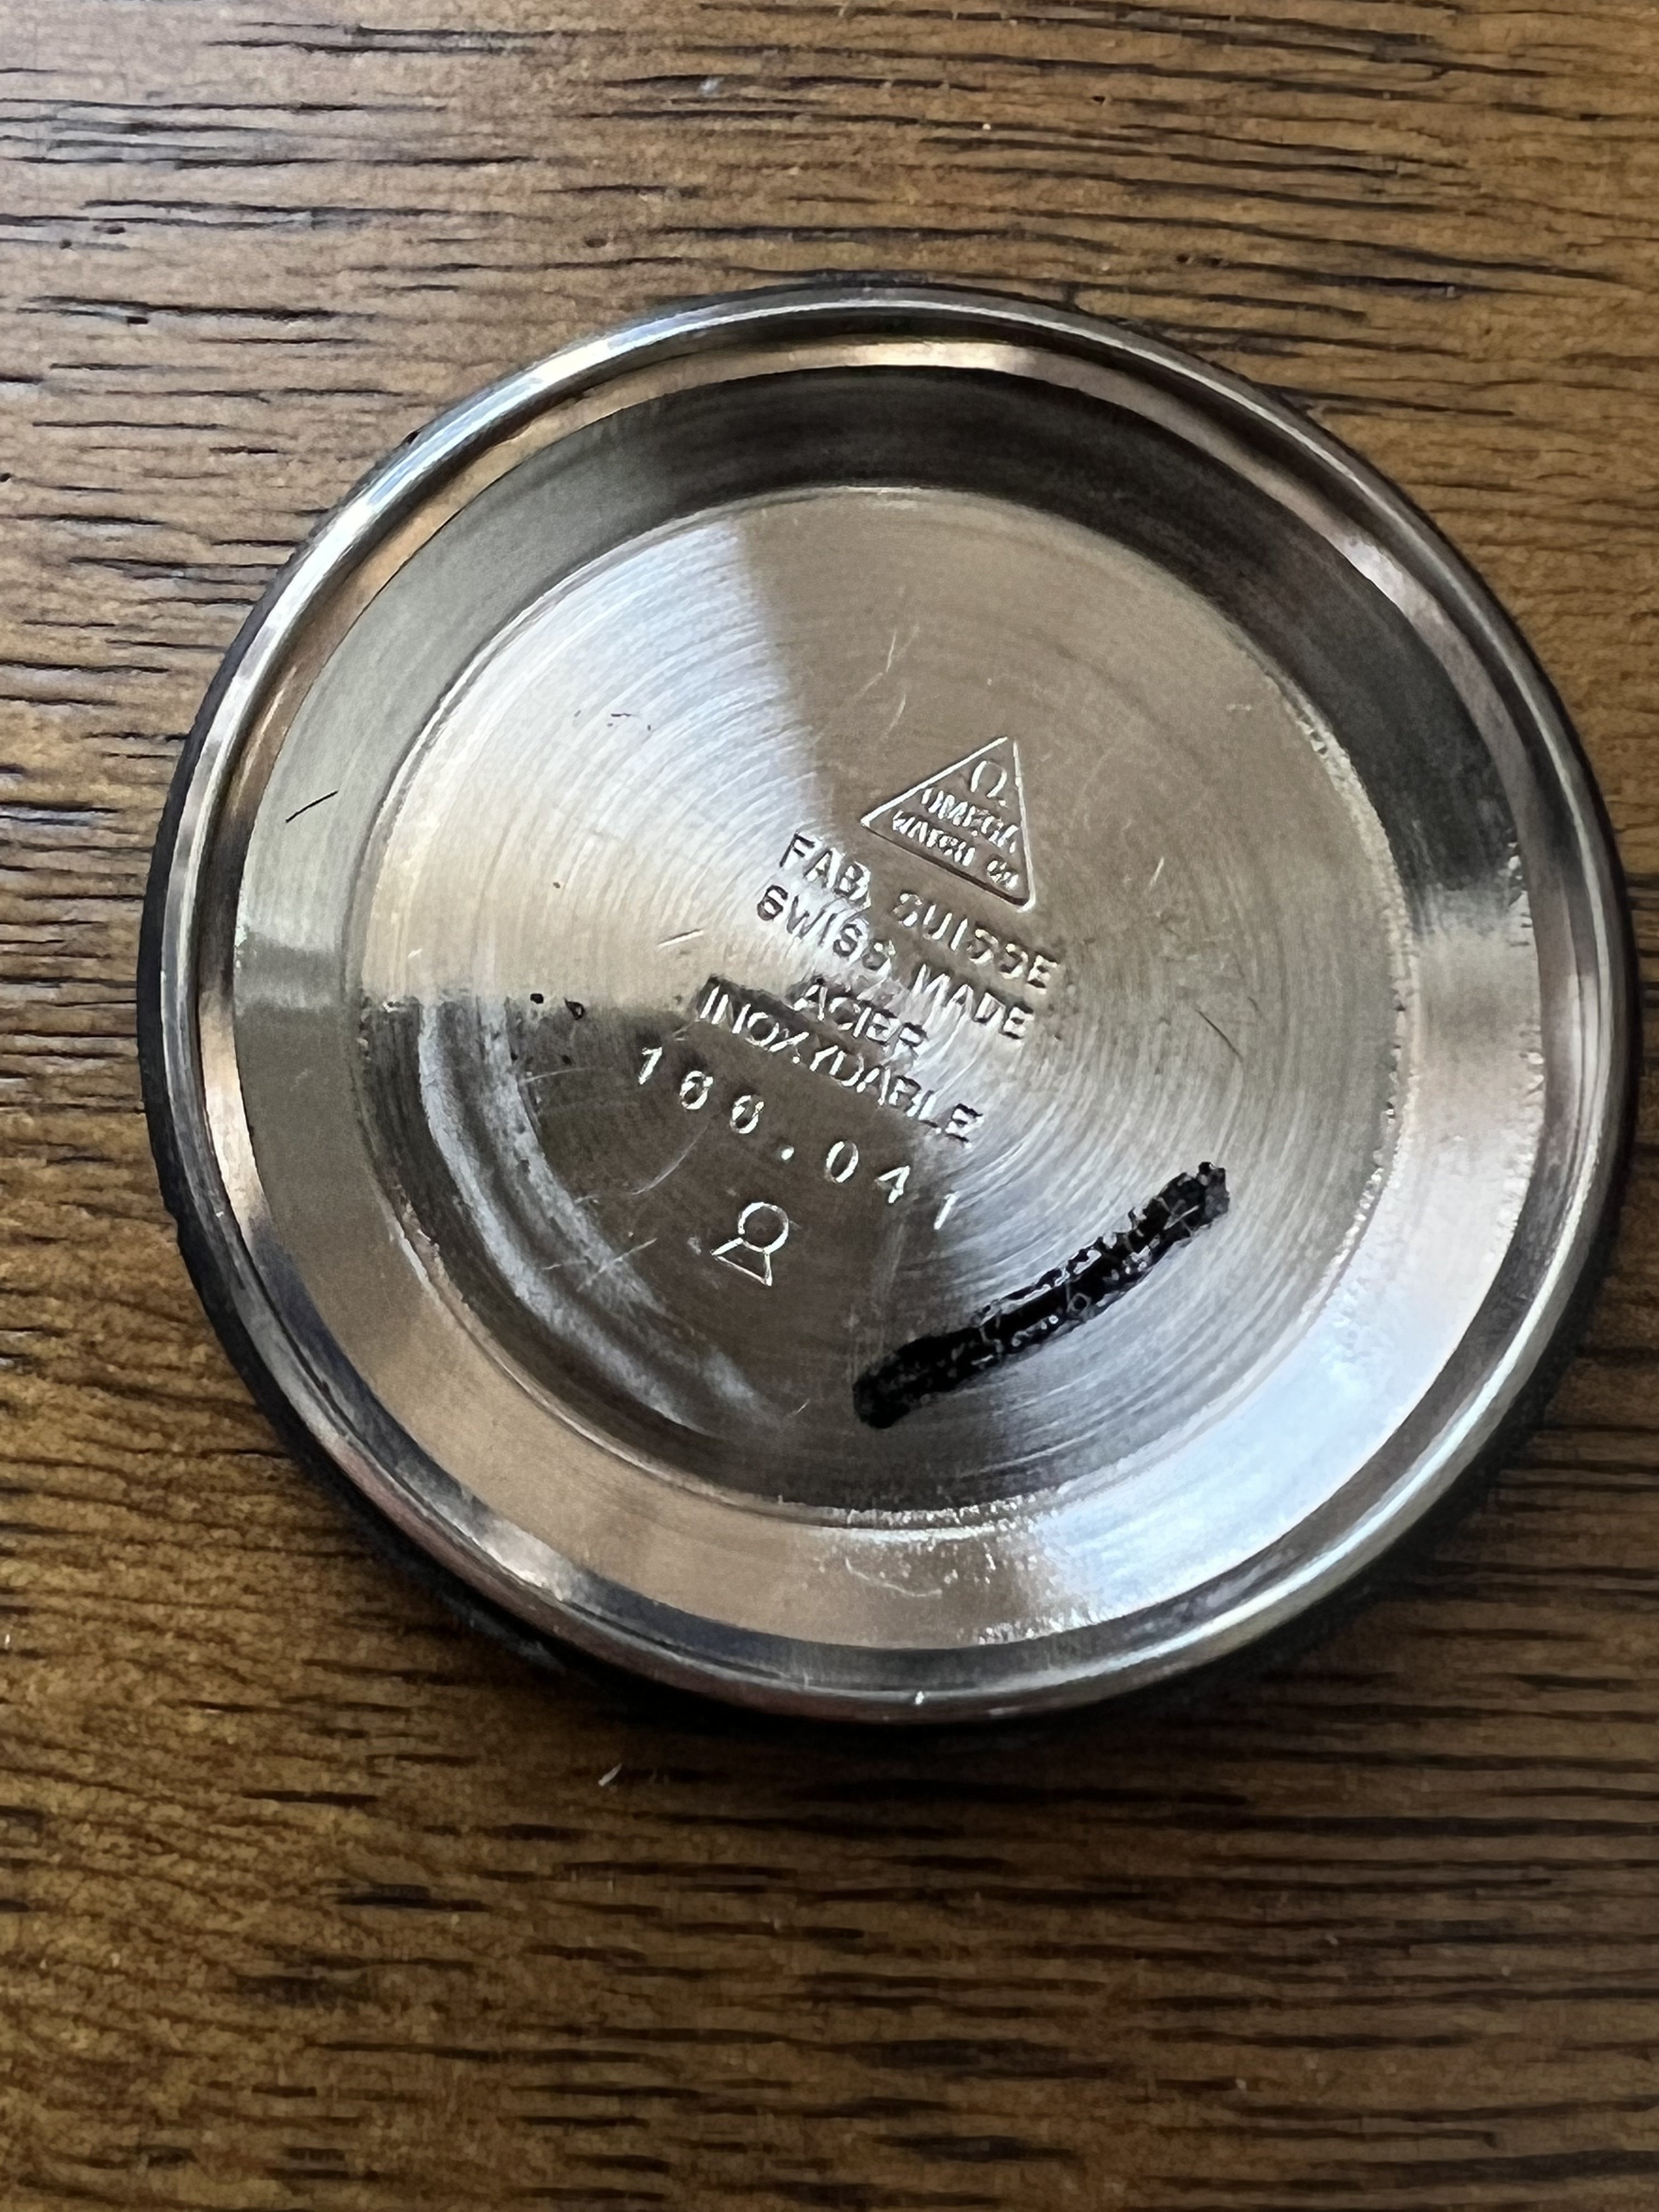 Ω
OMEGA
WATCH Co
FAB. SUISSE
SWISS MADE
ACIER
INOXYDABLE
166.041